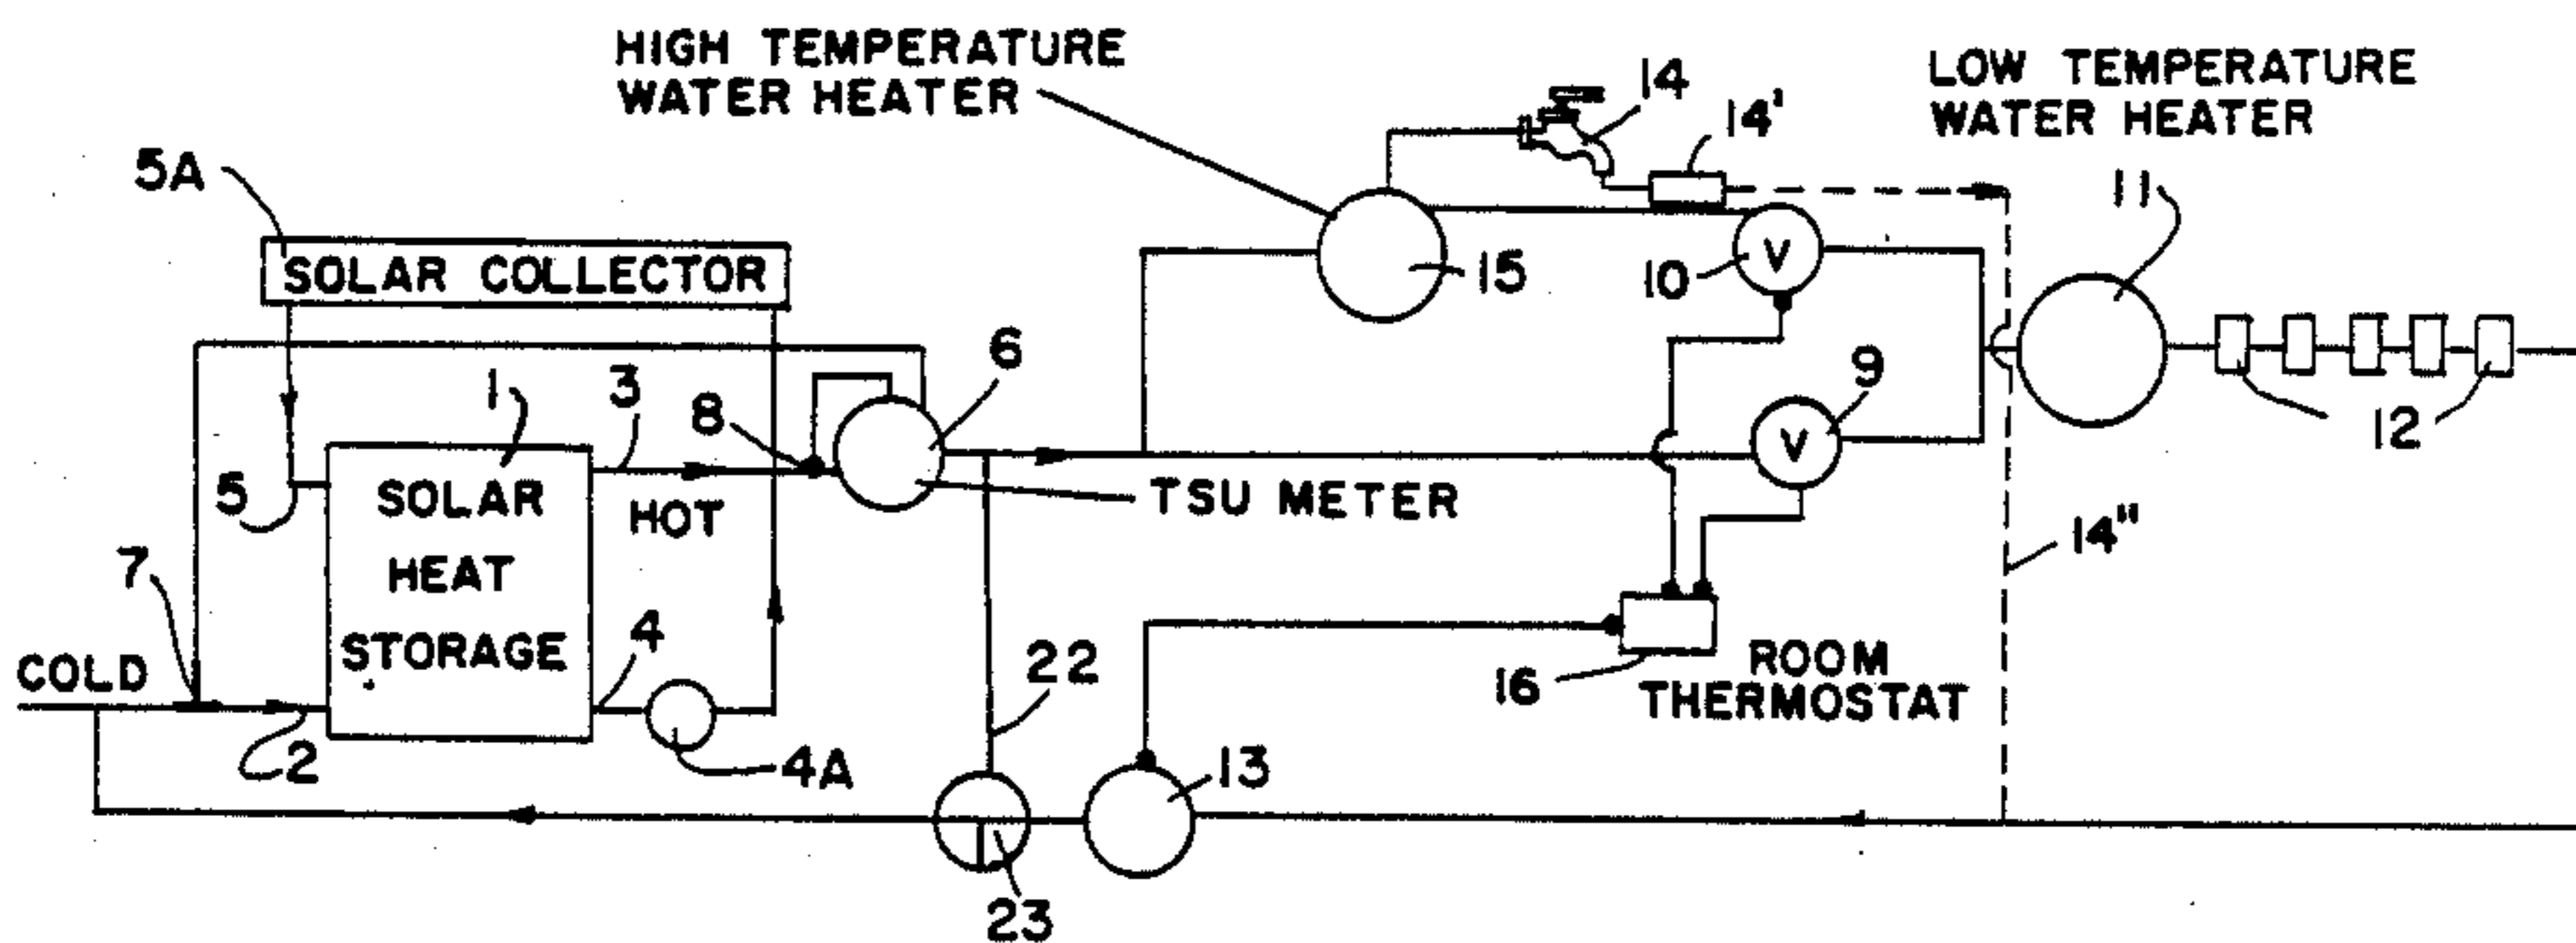 HIGH TEMPERATURE
WATER HEATER
LOW TEMPERATURE
WATER HEATER
14
14'
5A
11
SOLAR COLLECTOR
15
10
V
6
1
3
8
9
V
12
5
SOLAR
HEAT
STORAGE
HOT
TSU METER
14"
7
4
COLD
22
16
ROOM
THERMOSTAT
2
4A
13
23